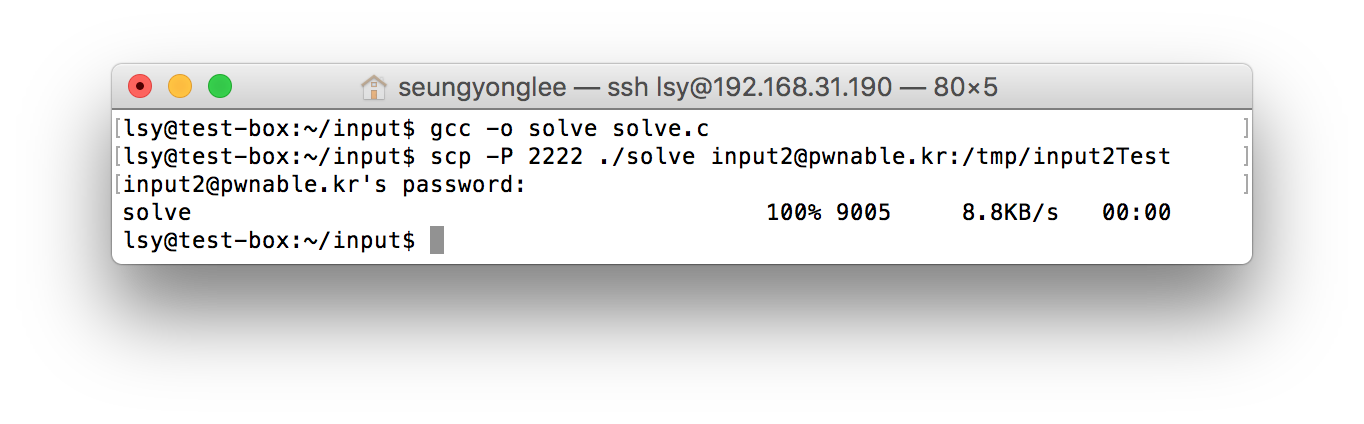 seungyonglee — ssh lsy@192.168.31.190 — 80×5
[lsy@test-box:~/input$ gcc -o solve solve.c ]
[lsy@test-box:~/input$ scp -P 2222 ./solve input2@pwnable.kr:/tmp/input2Test ]
[input2@pwnable.kr's password: ]
solve 100% 9005 8.8KB/s 00:00
lsy@test-box:~/input$